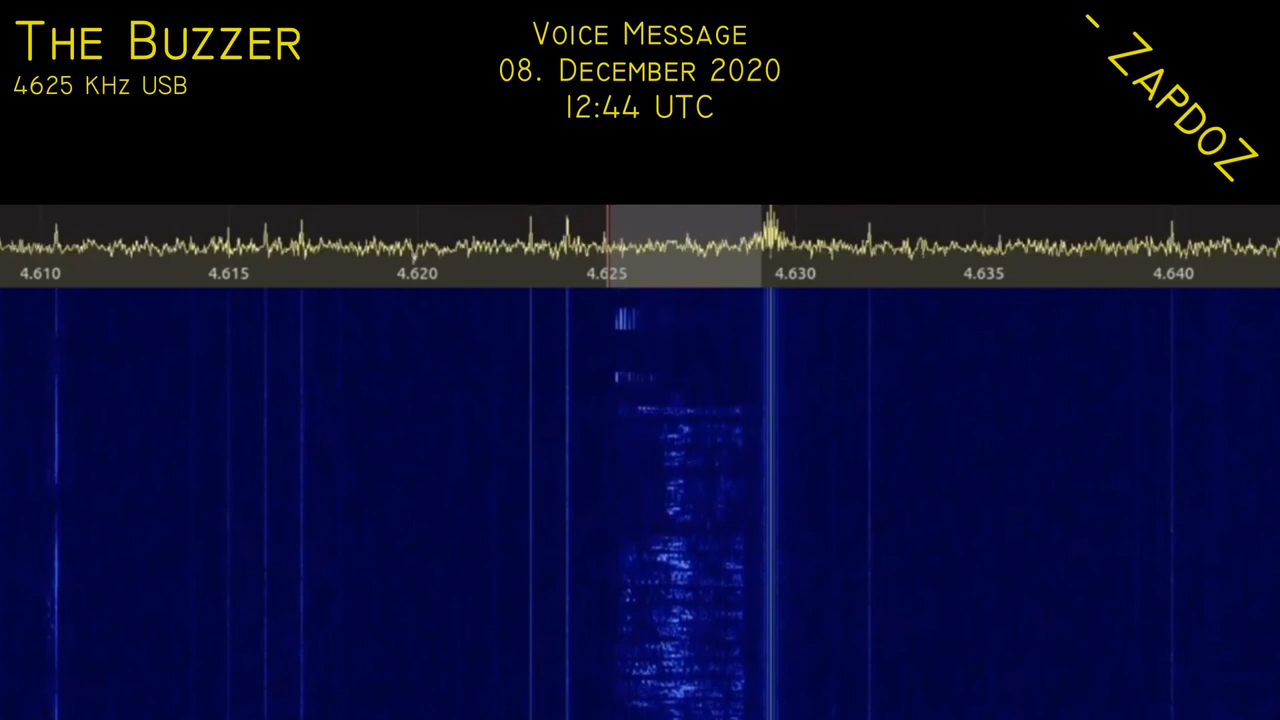 The Buzzer
4625 KHz USB
Voice Message
08. December 2020
12:44 UTC
- ZAPDOZ
4.610 4.615 4.620 4.625 4.630 4.635 4.640